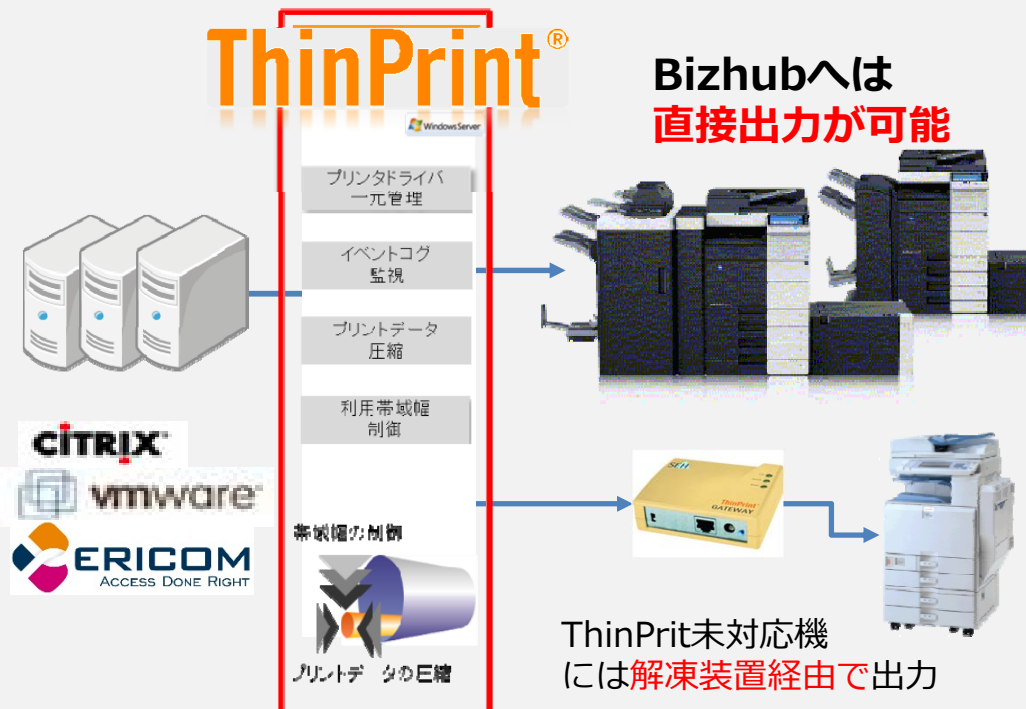 ThinPrint®
Windows Server
Bizhubへは
直接出力が可能
プリンタドライバ
一元管理
イベントコグ
監視
プリントデータ
圧縮
利用帯域幅
制御
CİTRIX
vmware
ERICOM
ACCESS DONE RIGHT
帯域幅の制御
プリントデータの圧縮
SEH
ThinPrint
GATEWAY
ThinPrit未対応機
には解凍装置経由で出力